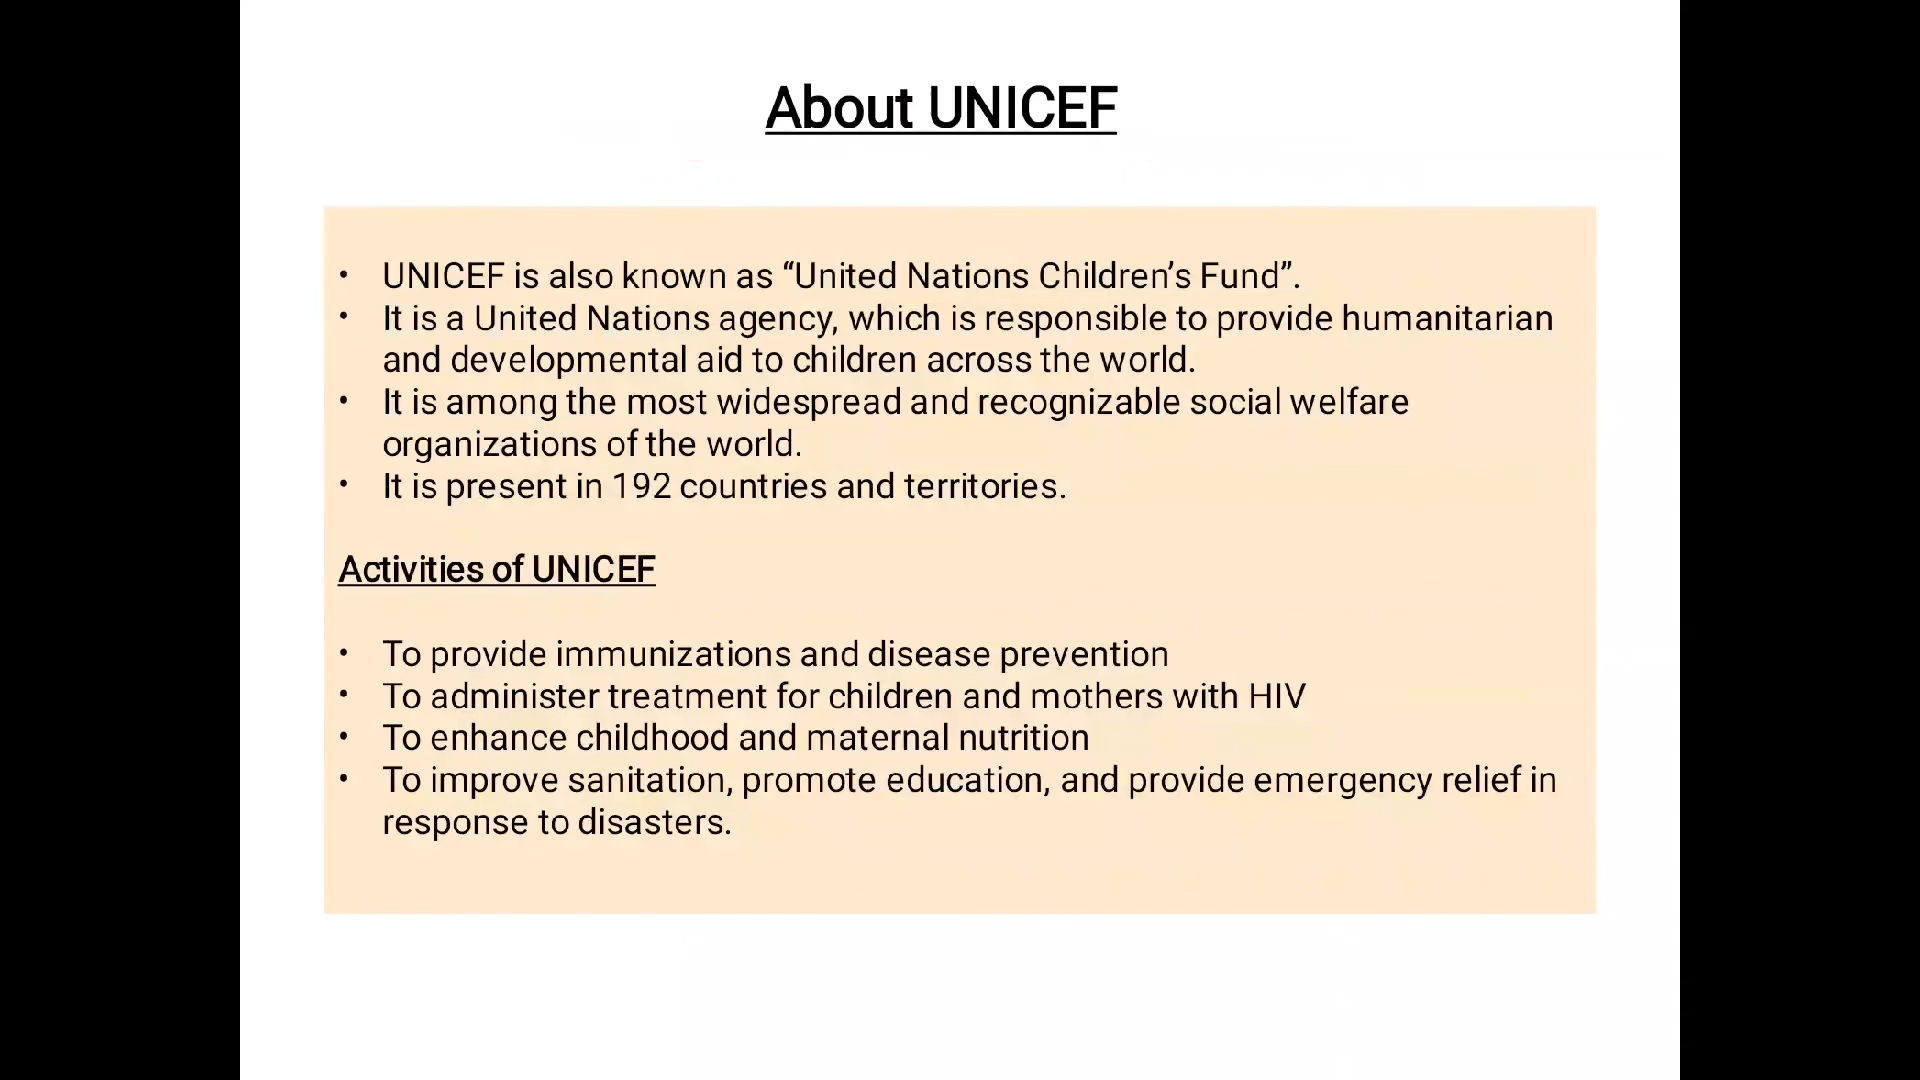 About UNICEF
• UNICEF is also known as “United Nations Children’s Fund”.
• It is a United Nations agency, which is responsible to provide humanitarian
and developmental aid to children across the world.
• It is among the most widespread and recognizable social welfare
organizations of the world.
• It is present in 192 countries and territories.
Activities of UNICEF
• To provide immunizations and disease prevention
• To administer treatment for children and mothers with HIV
• To enhance childhood and maternal nutrition
• To improve sanitation, promote education, and provide emergency relief in
response to disasters.